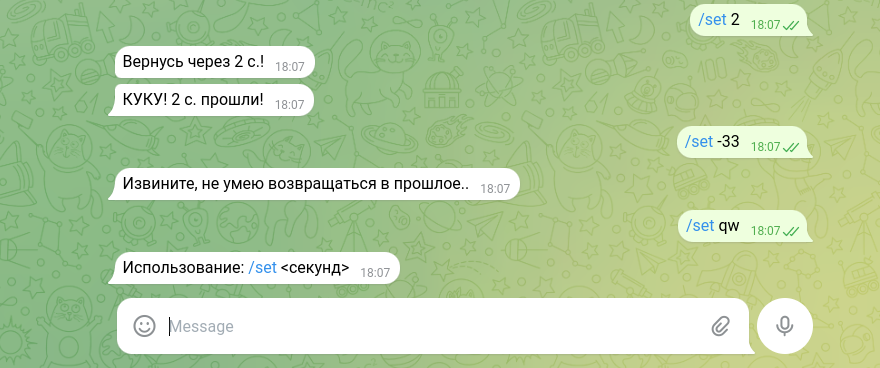 /set 2 18:07
Вернусь через 2 с.! 18:07
КУКУ! 2 с. прошли! 18:07
/set -33 18:07
Извините, не умею возвращаться в прошлое.. 18:07
/set qw 18:07
Использование: /set <секунд> 18:07
Message